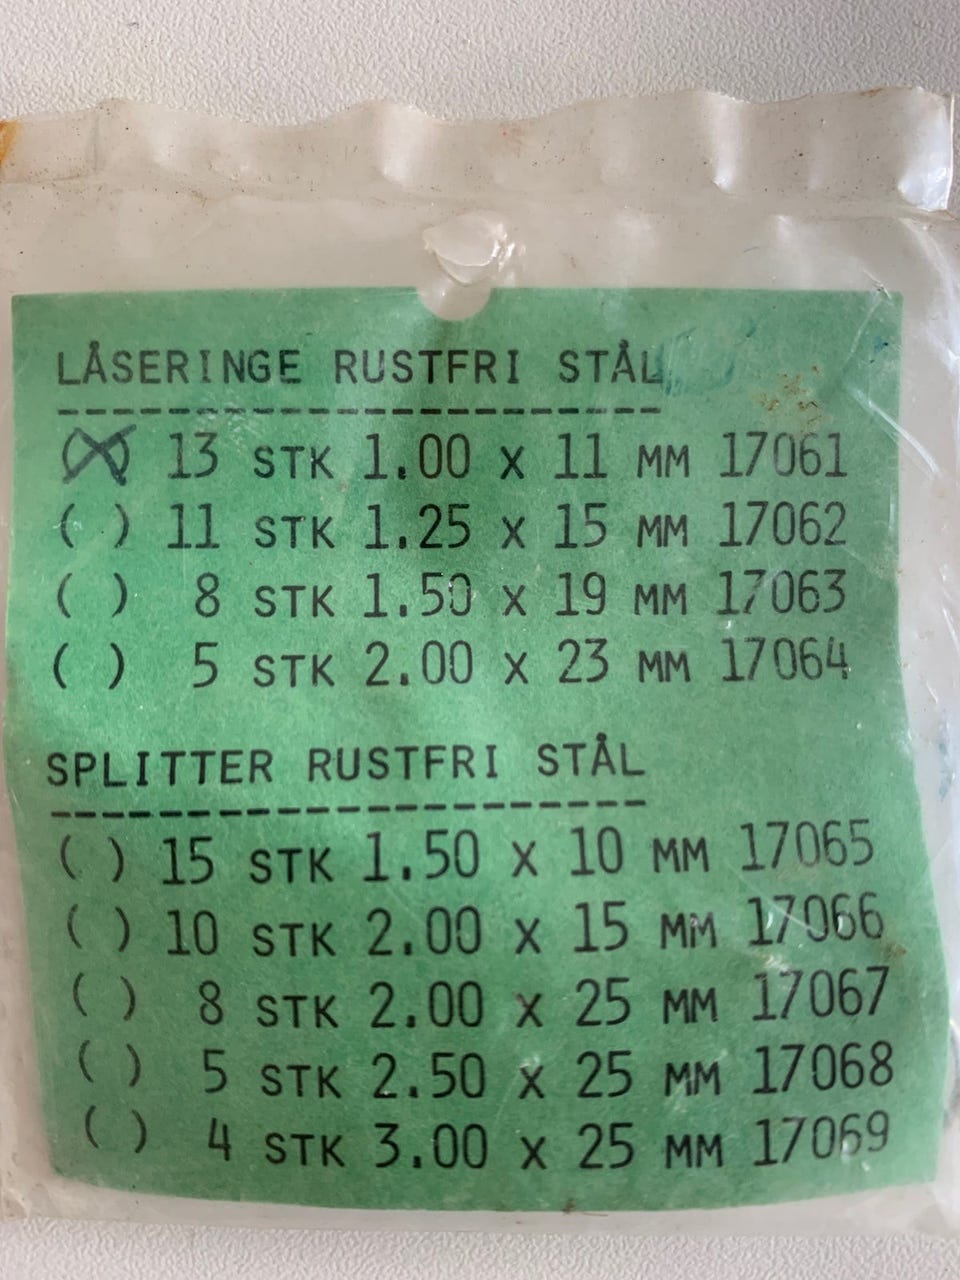 LÅSERINGE RUSTFRI STÅL
----------------------
(X) 13 STK 1.00 X 11 MM 17061
( ) 11 STK 1.25 X 15 MM 17062
( ) 8 STK 1.50 X 19 MM 17063
( ) 5 STK 2.00 X 23 MM 17064
SPLITTER RUSTFRI STÅL
----------------------
( ) 15 STK 1.50 X 10 MM 17065
( ) 10 STK 2.00 X 15 MM 17066
( ) 8 STK 2.00 X 25 MM 17067
( ) 5 STK 2.50 X 25 MM 17068
( ) 4 STK 3.00 X 25 MM 17069